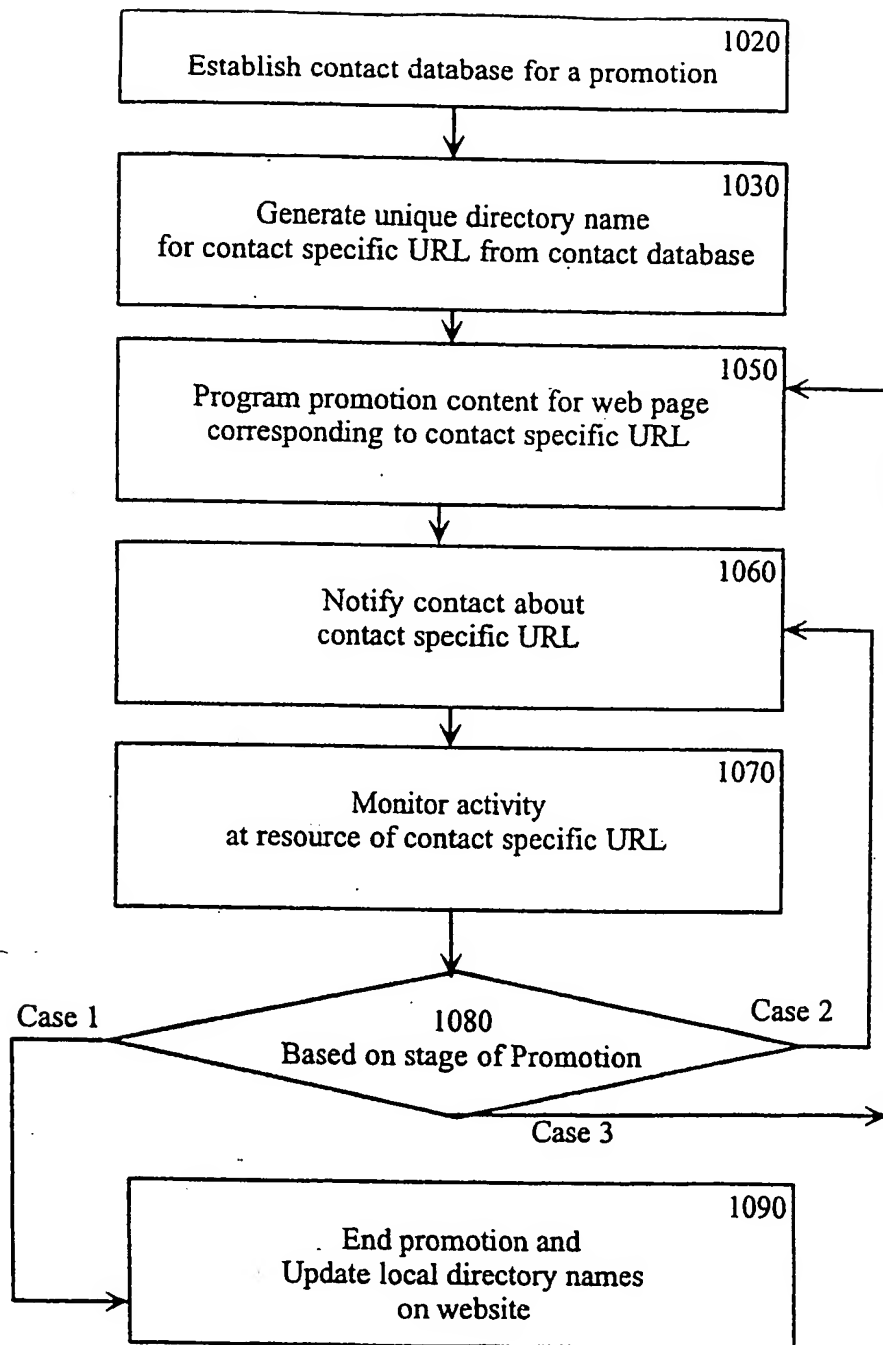 1020
Establish contact database for a promotion
1030
Generate unique directory name
for contact specific URL from contact database
1050
Program promotion content for web page
corresponding to contact specific URL
1060
Notify contact about
contact specific URL
1070
Monitor activity
at resource of contact specific URL
Case 1
1080
Based on stage of Promotion
Case 2
Case 3
1090
End promotion and
Update local directory names
on website